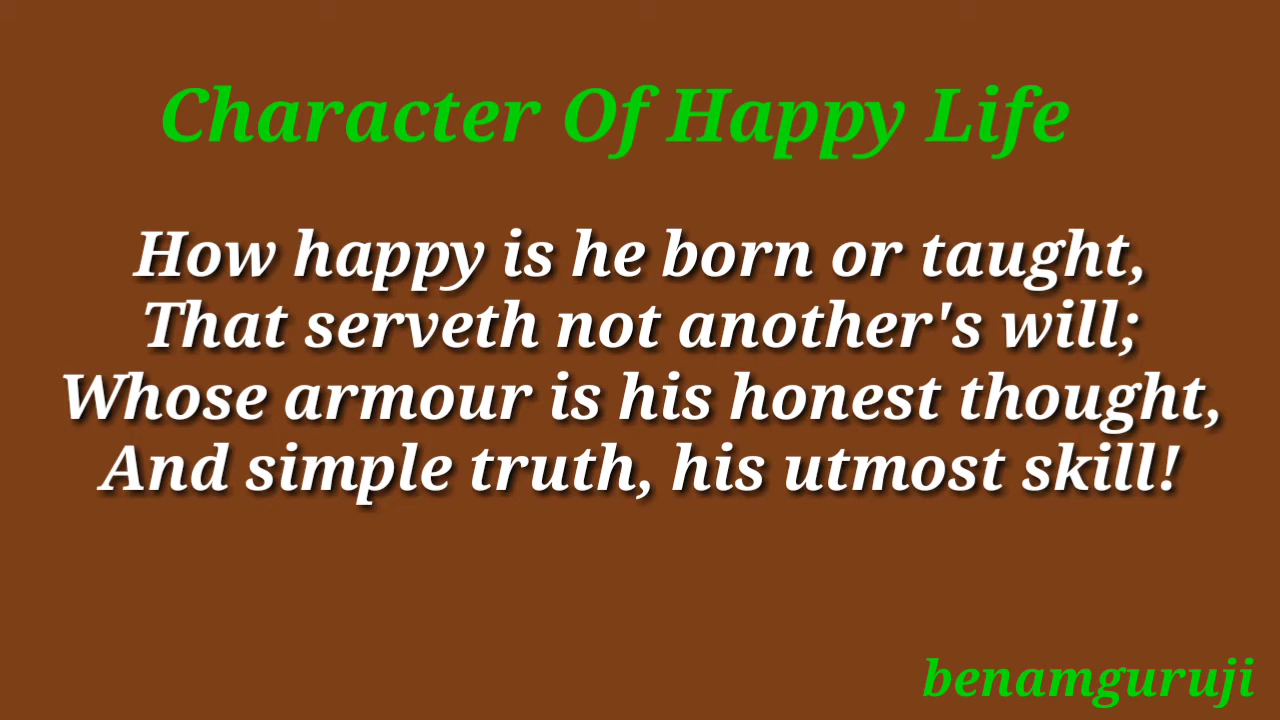 Character Of Happy Life
How happy is he born or taught,
That serveth not another's will;
Whose armour is his honest thought,
And simple truth, his utmost skill!
benamguruji